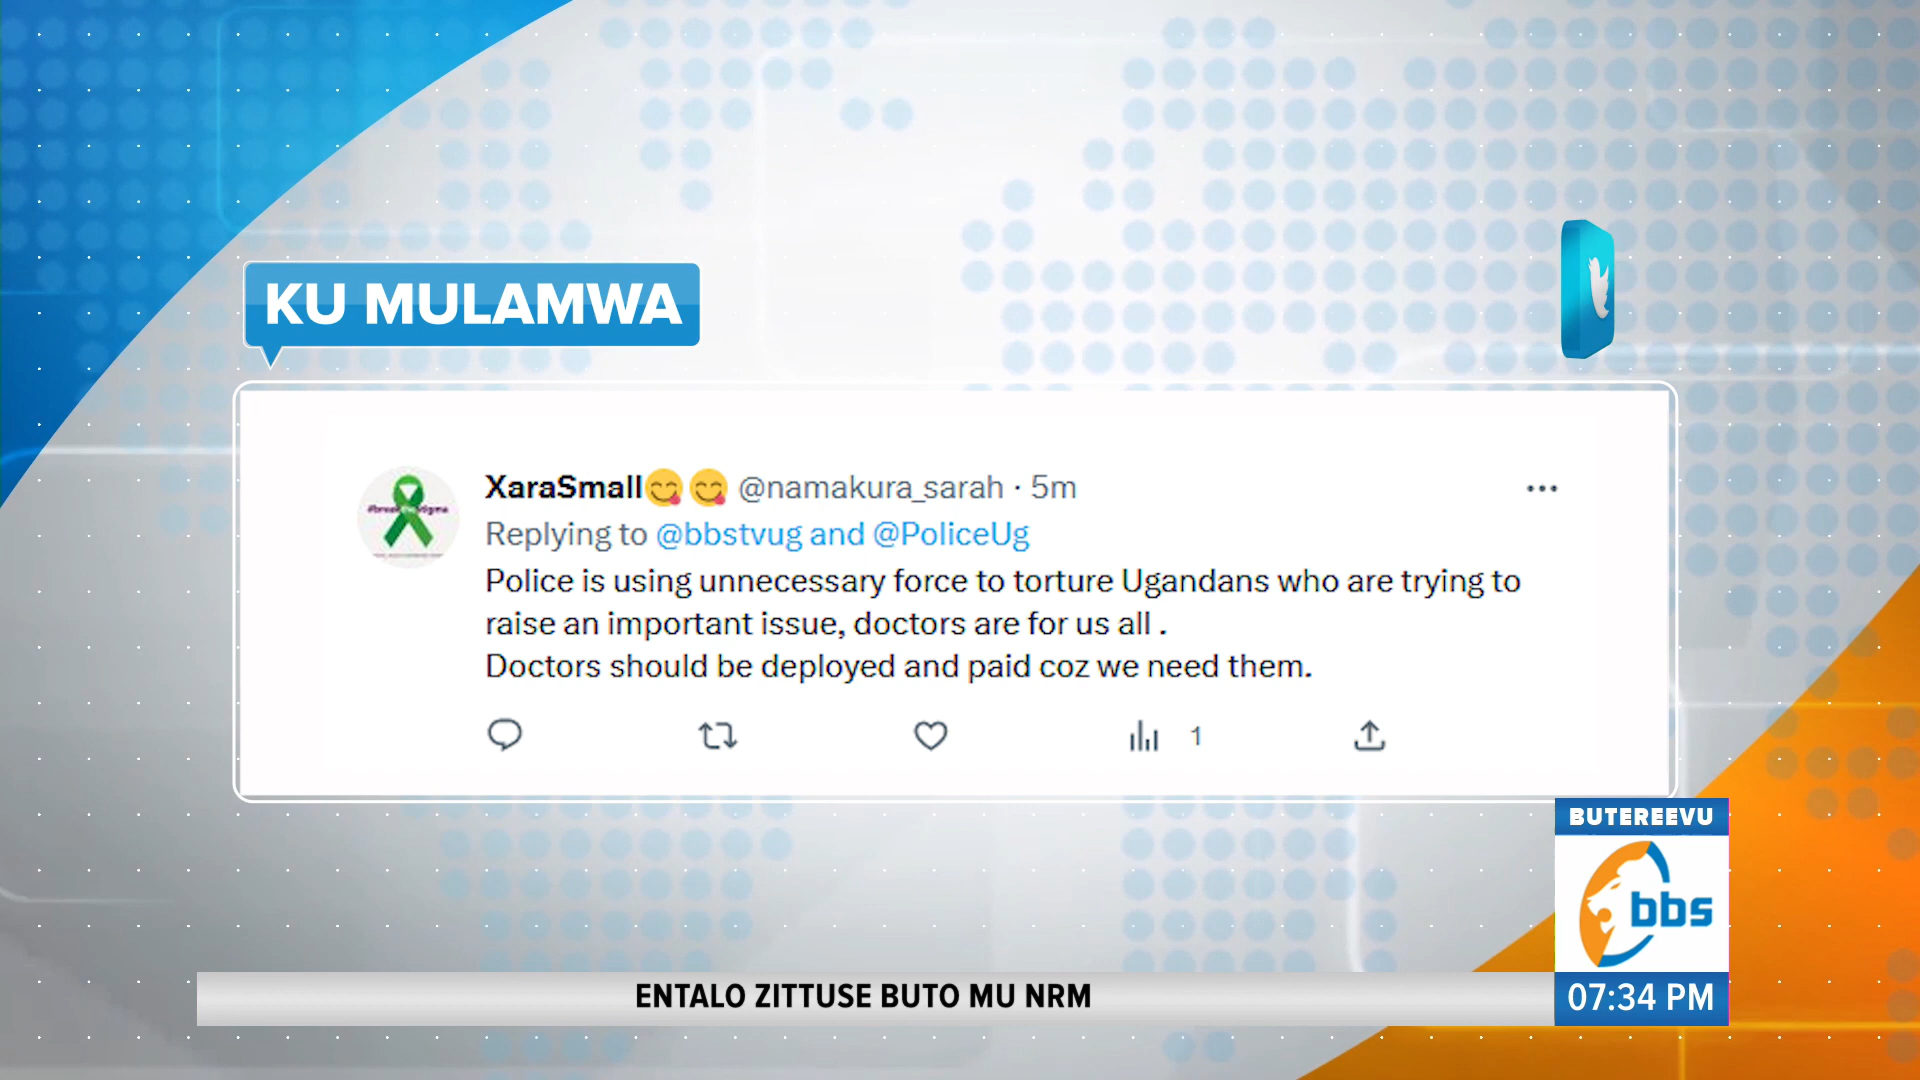 KU MULAMWA
XaraSmall😋😋 @namakura_sarah · 5m
Replying to @bbstvug and @PoliceUg
Police is using unnecessary force to torture Ugandans who are trying to
raise an important issue, doctors are for us all .
Doctors should be deployed and paid coz we need them.
1
BUTEREEVU
bbs
ENTALO ZITTUSE BUTO MU NRM
07:34 PM